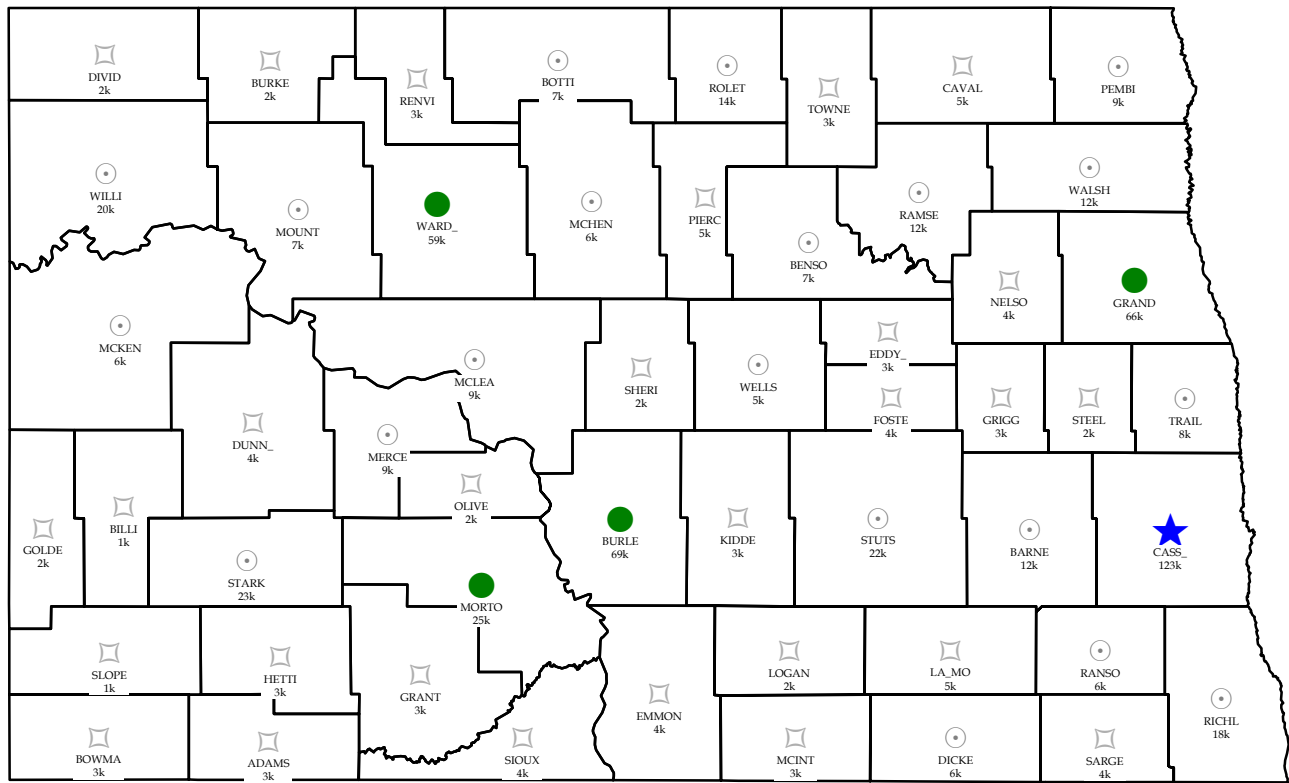 DIVID
2k
BURKE
2k
RENVI
3k
BOTTI
7k
ROLET
14k
TOWNE
3k
CAVAL
5k
PEMBI
9k
WILLI
20k
MOUNT
7k
WARD_
59k
MCHEN
6k
PIERC
5k
BENSO
7k
RAMSE
12k
WALSH
12k
NELSO
4k
GRAND
66k
MCKEN
6k
MCLEA
9k
SHERI
2k
WELLS
5k
EDDY_
3k
FOSTE
4k
GRIGG
3k
STEEL
2k
TRAIL
8k
DUNN_
4k
MERCE
9k
OLIVE
2k
GOLDE
2k
BILLI
1k
STARK
23k
MORTO
25k
BURLE
69k
KIDDE
3k
STUTS
22k
BARNE
12k
CASS_
123k
SLOPE
1k
HETTI
3k
GRANT
3k
EMMON
4k
LOGAN
2k
LA_MO
5k
RANSO
6k
RICHL
18k
BOWMA
3k
ADAMS
3k
SIOUX
4k
MCINT
3k
DICKE
6k
SARGE
4k